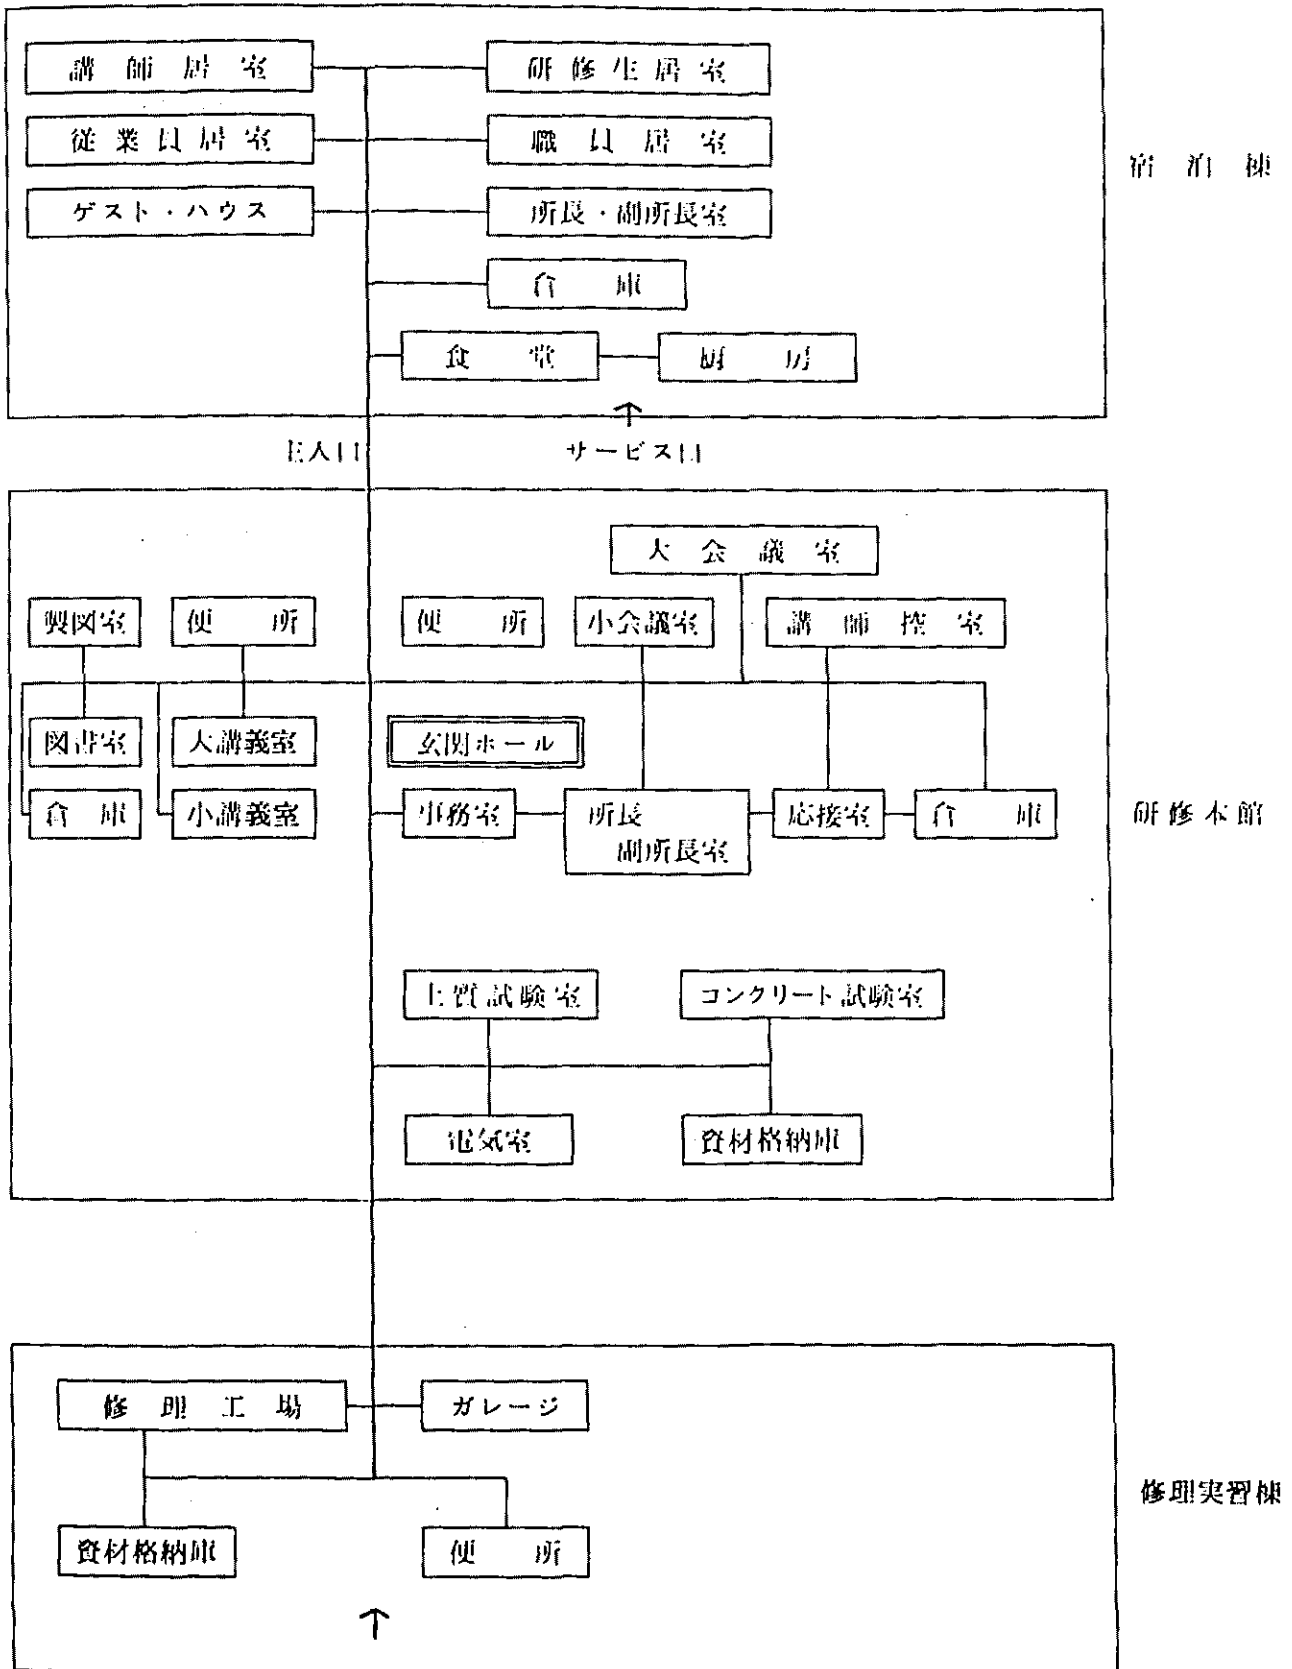 講師居室
研修生居室
従業員居室
職員居室
宿泊棟
ゲスト・ハウス
所長・副所長室
倉庫
食堂
厨房
主入口
サービス口
大会議室
製図室
便所
便所
小会議室
講師控室
図書室
大講義室
玄関ホール
倉庫
小講義室
事務室
所長
副所長室
応接室
倉庫
研修本館
土質試験室
コンクリート試験室
電気室
資材格納庫
修理工場
ガレージ
修理実習棟
資材格納庫
便所